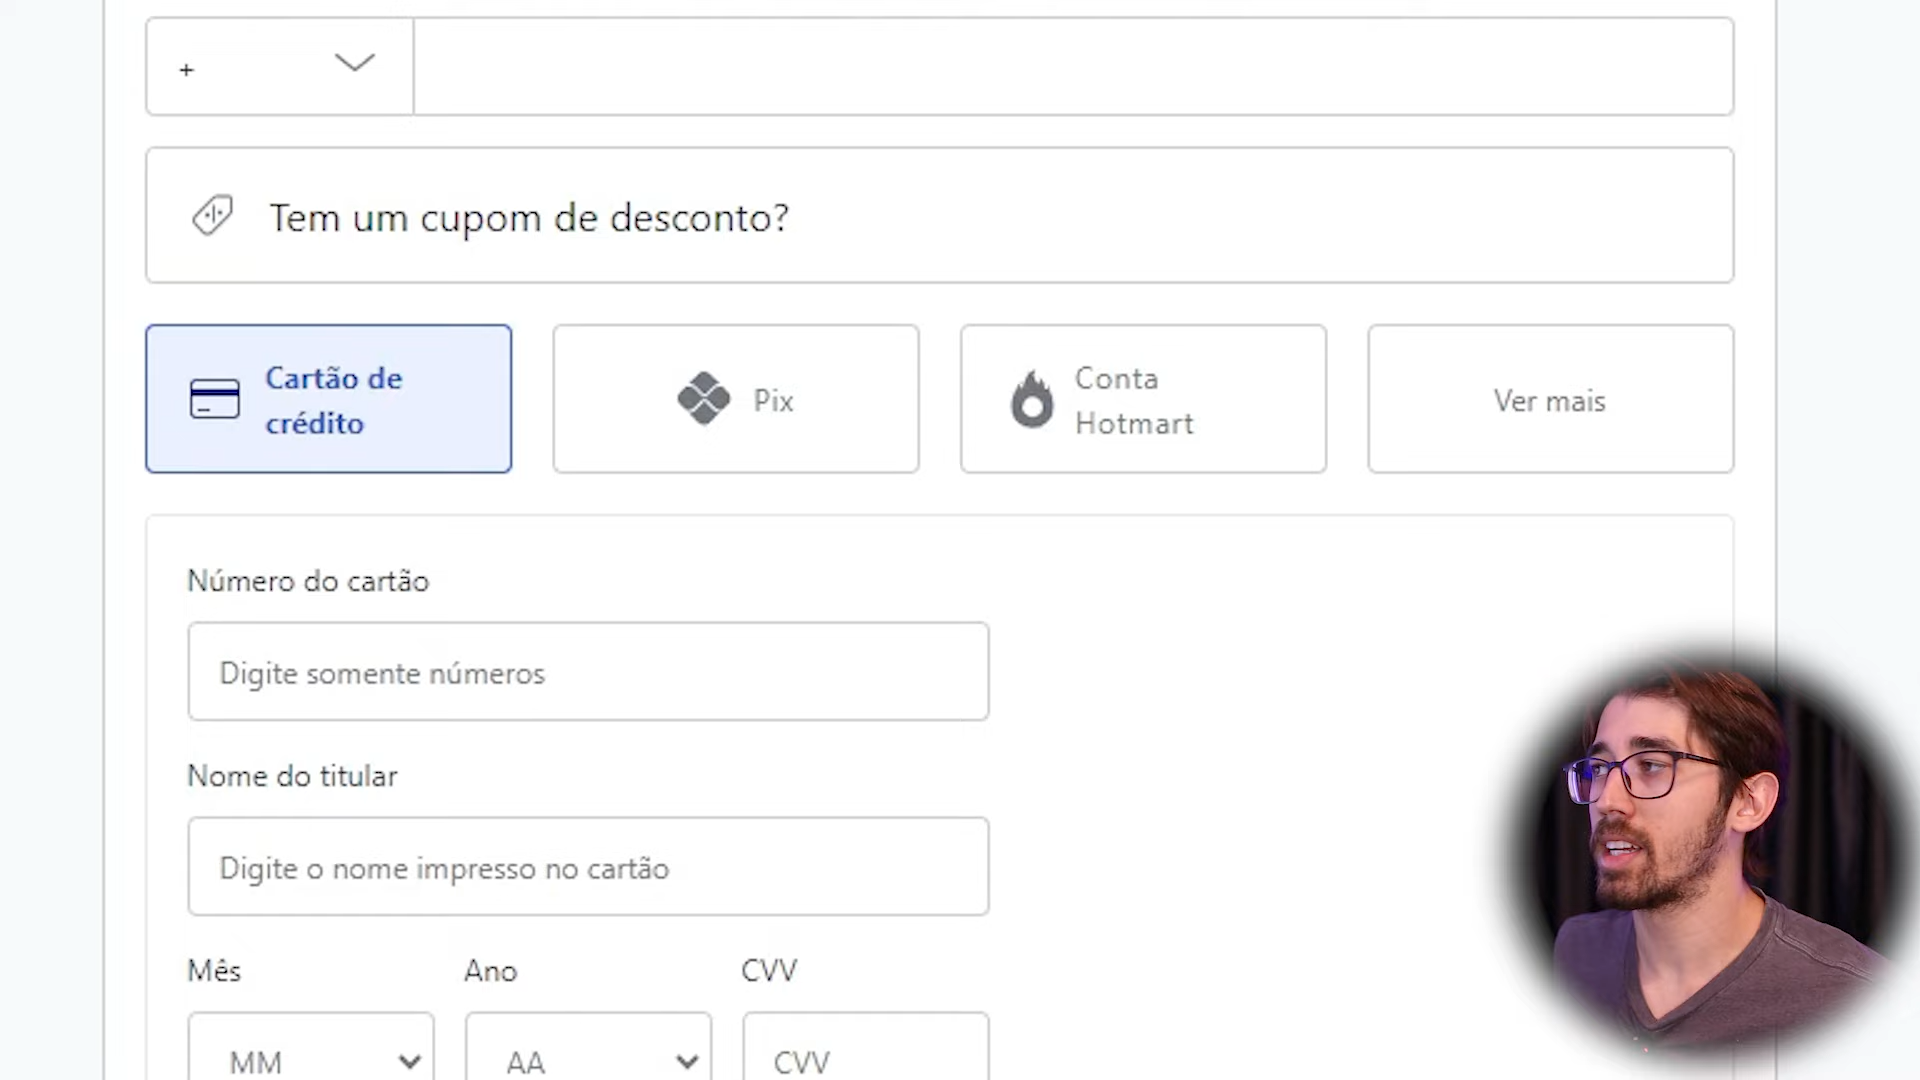 +
Tem um cupom de desconto?
Cartão de
crédito
Pix
Conta
Hotmart
Ver mais
Número do cartão
Digite somente números
Nome do titular
Digite o nome impresso no cartão
Mês Ano CVV
MM AA CVV